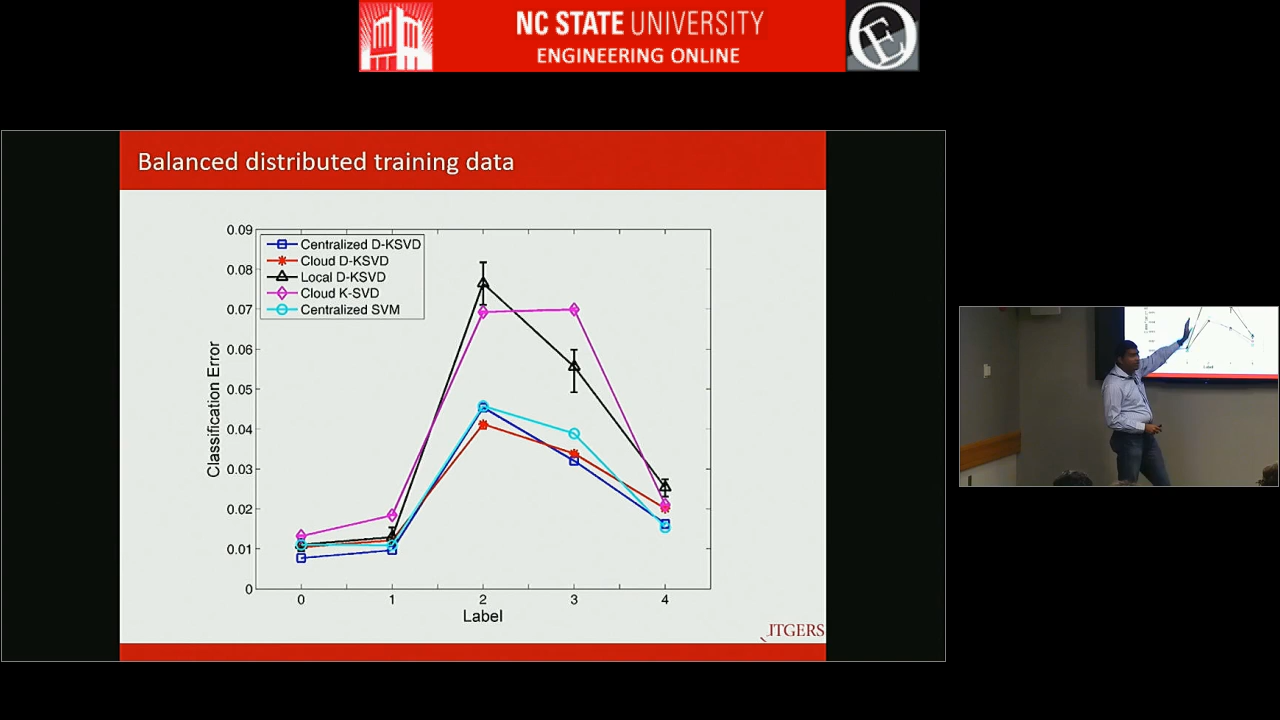 NC STATE UNIVERSITY
ENGINEERING ONLINE
Balanced distributed training data
0.09
0.08
0.07
0.06
0.05
0.04
0.03
0.02
0.01
0
Classification Error
Centralized D-KSVD
Cloud D-KSVD
Local D-KSVD
Cloud K-SVD
Centralized SVM
0 1 2 3 4
Label
UTGERS